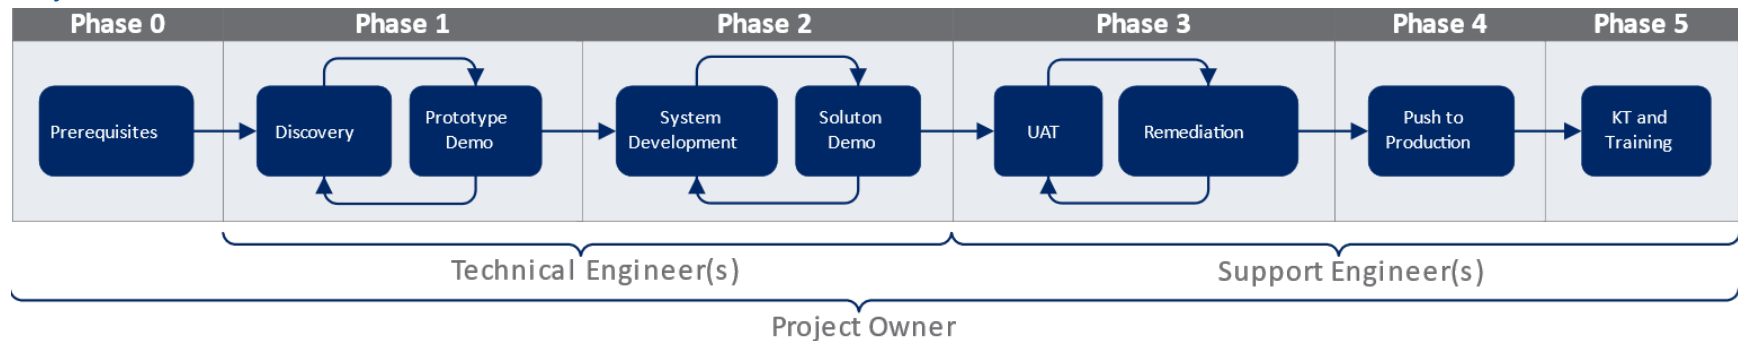 Phase 0
Phase 1
Phase 2
Phase 3
Phase 4
Phase 5
Prerequisites
Discovery
Prototype
Demo
System
Development
Soluton
Demo
UAT
Remediation
Push to
Production
KT and
Training
Technical Engineer(s)
Support Engineer(s)
Project Owner